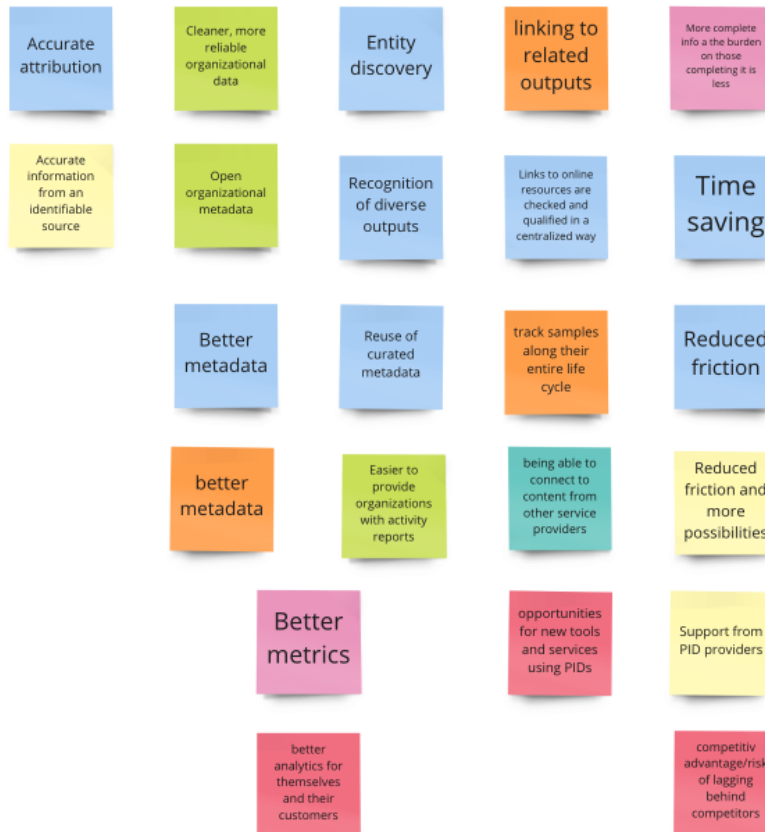 Accurate
attribution
Cleaner, more
reliable
organizational
data
Entity
discovery
linking to
related
outputs
More complete
info a the burden
on those
completing it is
less
Accurate
information
from an
identifiable
source
Open
organizational
metadata
Recognition
of diverse
outputs
Links to online
resources are
checked and
qualified in a
centralized way
Time
saving
Better
metadata
Reuse of
curated
metadata
track samples
along their
entire life
cycle
Reduced
friction
better
metadata
Easier to
provide
organizations
with activity
reports
being able to
connect to
content from
other service
providers
Reduced
friction and
more
possibilities
Better
metrics
opportunities
for new tools
and services
using PIDs
Support from
PID providers
better
analytics for
themselves
and their
customers
competitiv
advantage/risk
of lagging
behind
competitors